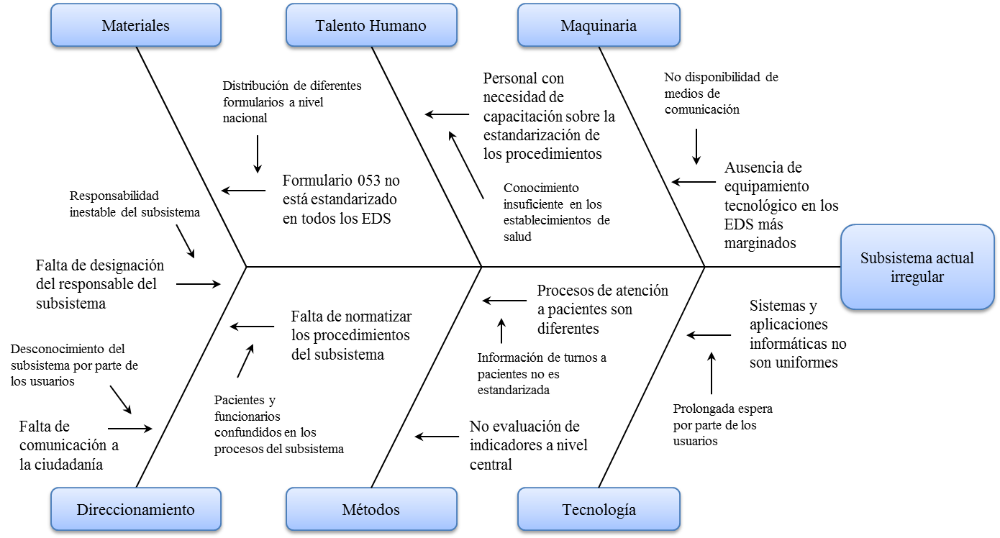 Materiales
Talento Humano
Maquinaria
Distribución de diferentes
formularios a nivel
nacional
Personal con
necesidad de
capacitación sobre la
estandarización de
los procedimientos
No disponibilidad de
medios de
comunicación
Formulario 053 no
está estandarizado
en todos los EDS
Conocimiento
insuficiente en los
establecimientos de
salud
Ausencia de
equipamiento
tecnológico en los
EDS más
marginados
Responsabilidad
inestable del subsistema
Falta de designación
del responsable del
subsistema
Subsistema actual
irregular
Falta de normatizar
los procedimientos
del subsistema
Procesos de atención
a pacientes son
diferentes
Sistemas y
aplicaciones
informáticas no
son uniformes
Desconocimiento del
subsistema por parte de
los usuarios
Información de turnos a
pacientes no es
estandarizada
Pacientes y
funcionarios
confundidos en los
procesos del subsistema
Prolongada espera
por parte de los
usuarios
Falta de
comunicación a
la ciudadanía
No evaluación de
indicadores a nivel
central
Direccionamiento
Métodos
Tecnología